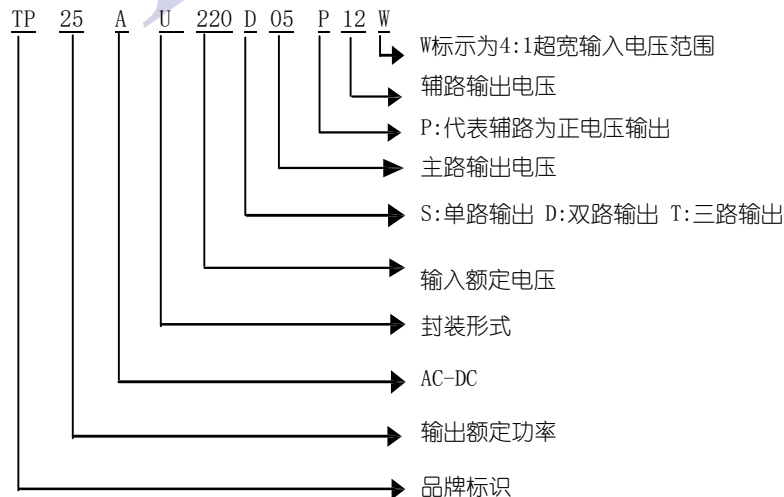 TP 25 A U 220 D 05 P 12 W
W标示为4:1超宽输入电压范围
辅路输出电压
P:代表辅路为正电压输出
主路输出电压
S:单路输出 D:双路输出 T:三路输出
输入额定电压
封装形式
AC-DC
输出额定功率
品牌标识